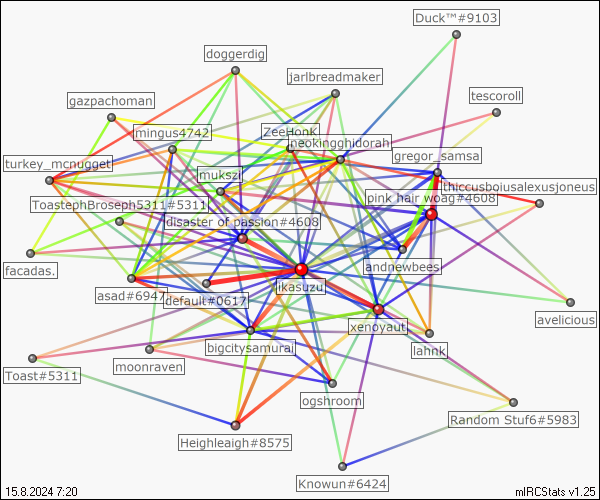 Duck™#9103
doggerdig
jarlbreadmaker
tescoroll
gazpachoman
mingus4742
ZeeHonK
neokingghidorah
gregor_samsa
turkey_mcnugget
mukszi
thiccusboiusalexusjoneus
pink hair woag#4608
ToastephBroseph5311#5311
disaster of passion#4608
facadas.
andnewbees
asad#6947
default#0617
jikasuzu
avelicious
xenoyaut
bigcitysamurai
lahnk
moonraven
Toast#5311
ogshroom
Random Stuf6#5983
Heighleaigh#8575
Knowun#6424
15.8.2024 7:20
mIRCStats v1.25